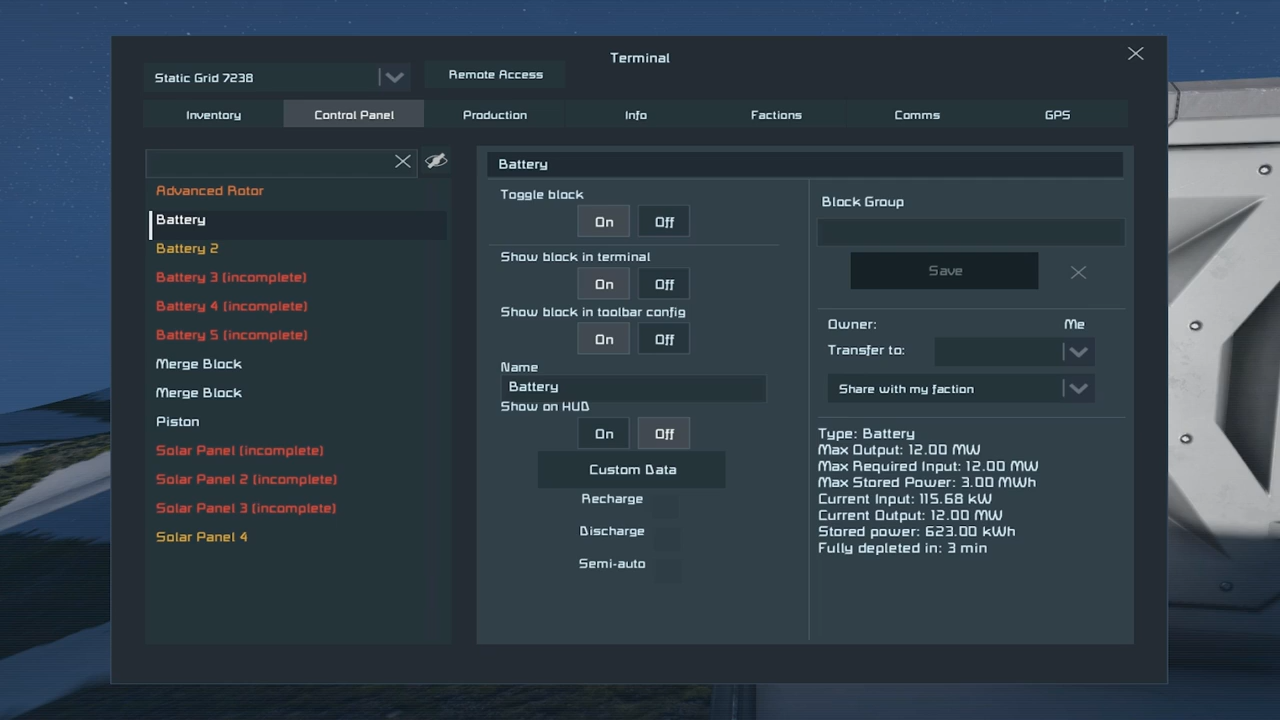 Terminal
Static Grid 7238
Remote Access
Inventory
Control Panel
Production
Info
Factions
Comms
GPS
Advanced Rotor
Battery
Battery 2
Battery 3 (incomplete)
Battery 4 (incomplete)
Battery 5 (incomplete)
Merge Block
Merge Block
Piston
Solar Panel (incomplete)
Solar Panel 2 (incomplete)
Solar Panel 3 (incomplete)
Solar Panel 4
Battery
Toggle block
On Off
Show block in terminal
On Off
Show block in toolbar config
On Off
Name
Battery
Show on HUD
On Off
Custom Data
Recharge
Discharge
Semi-auto
Block Group
Save
Owner: Me
Transfer to:
Share with my faction
Type: Battery
Max Output: 12.00 MW
Max Required Input: 12.00 MW
Max Stored Power: 3.00 MWh
Current Input: 115.68 kW
Current Output: 12.00 MW
Stored power: 623.00 kWh
Fully depleted in: 3 min